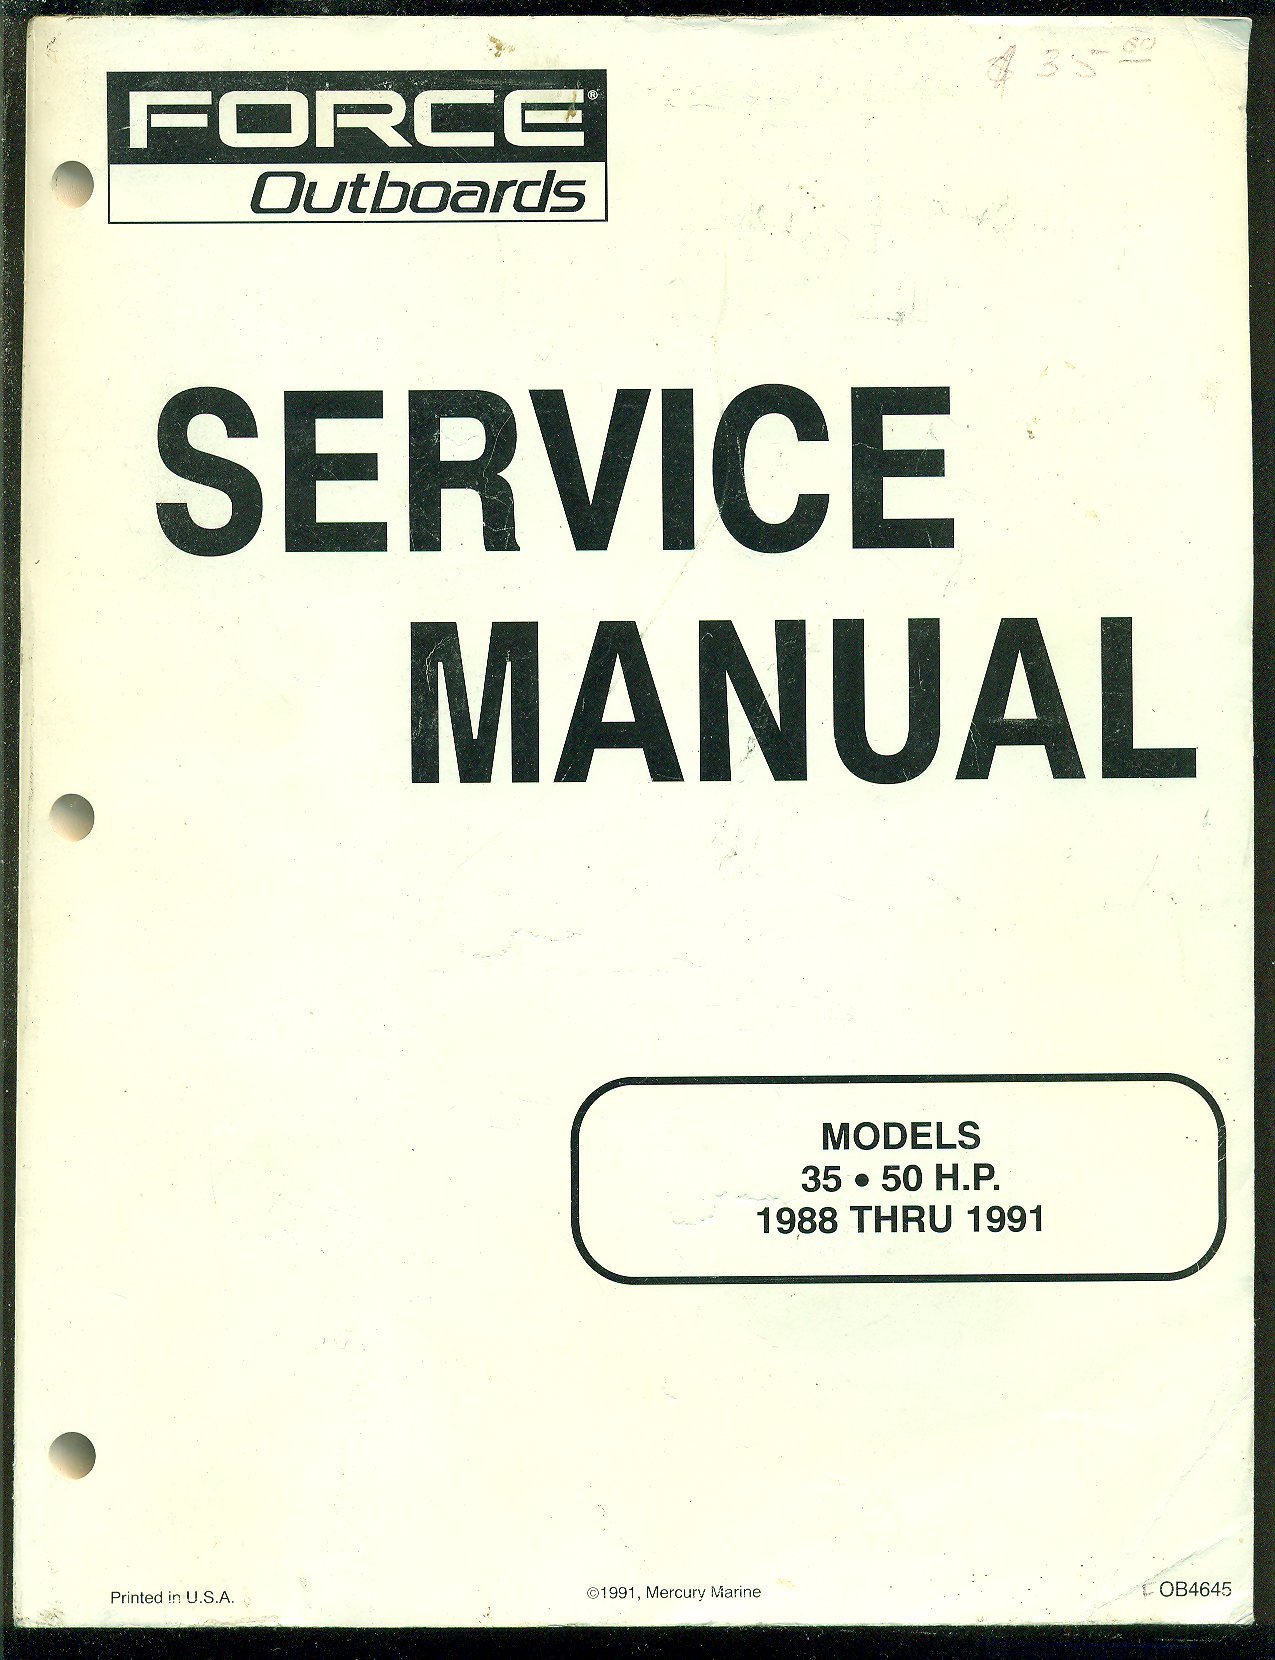 $ 35.00
FORCE®
Outboards
SERVICE
MANUAL
MODELS
35 • 50 H.P.
1988 THRU 1991
Printed in U.S.A.
©1991, Mercury Marine
OB4645